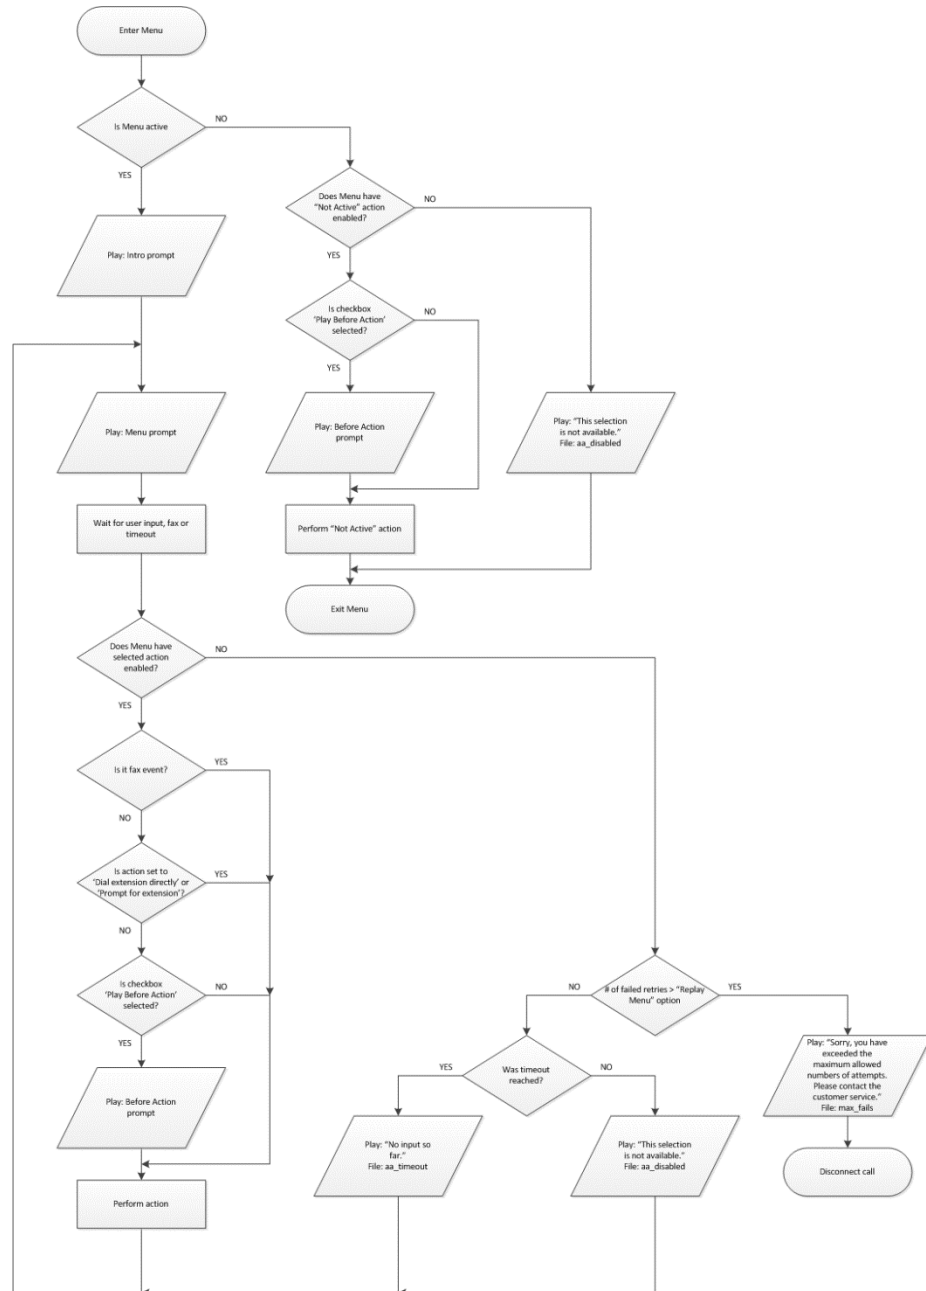 Enter Menu
Is Menu active
NO
YES
Does Menu have
“Not Active” action
enabled?
NO
YES
Play: Intro prompt
Is checkbox
‘Play Before Action’
selected?
NO
YES
Play: Menu prompt
Play: Before Action
prompt
Play: “This selection
is not available.”
File: aa_disabled
Wait for user input, fax or
timeout
Perform “Not Active” action
Exit Menu
Does Menu have
selected action
enabled?
NO
YES
Is it fax event?
YES
NO
Is action set to
‘Dial extension directly’ or
‘Prompt for extension’?
YES
NO
Is checkbox
‘Play Before Action’
selected?
NO
YES
# of failed retries > “Replay
Menu” option
NO
YES
Was timeout
reached?
YES
NO
Play: “Sorry, you have
exceeded the
maximum allowed
numbers of attempts.
Please contact the
customer service.”
File: max_fails
Play: Before Action
prompt
Play: “No input so
far.”
File: aa_timeout
Play: “This selection
is not available.”
File: aa_disabled
Disconnect call
Perform action